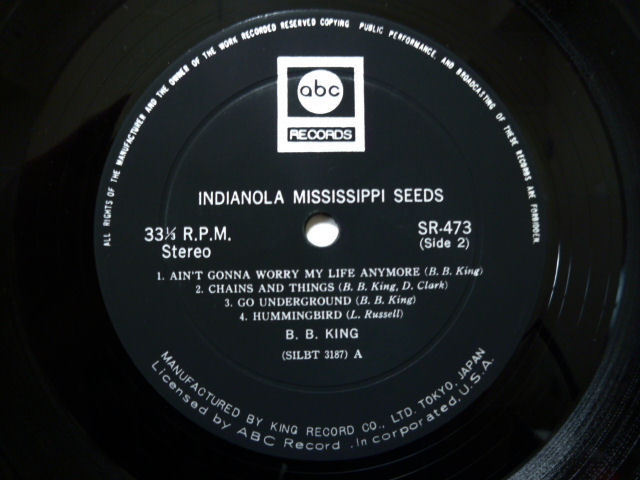 ALL RIGHTS OF THE MANUFACTURER AND THE OWNER OF THE WORK RECORDED RESERVED COPYING PUBLIC PERFORMANCE, AND BROADCASTING OF THESE RECORDS ARE FORBIDDEN.
abc
RECORDS
INDIANOLA MISSISSIPPI SEEDS
33⅓ R.P.M. SR-473
Stereo (Side 2)
1. AIN'T GONNA WORRY MY LIFE ANYMORE (B. B. King)
2. CHAINS AND THINGS (B. B. King, D. Clark)
3. GO UNDERGROUND (B. B. King)
4. HUMMINGBIRD (L. Russell)
B. B. KING
(SILBT 3187) A
MANUFACTURED BY KING RECORD CO., LTD. TOKYO, JAPAN
Licensed by ABC Record .Incorporated, U.S.A.